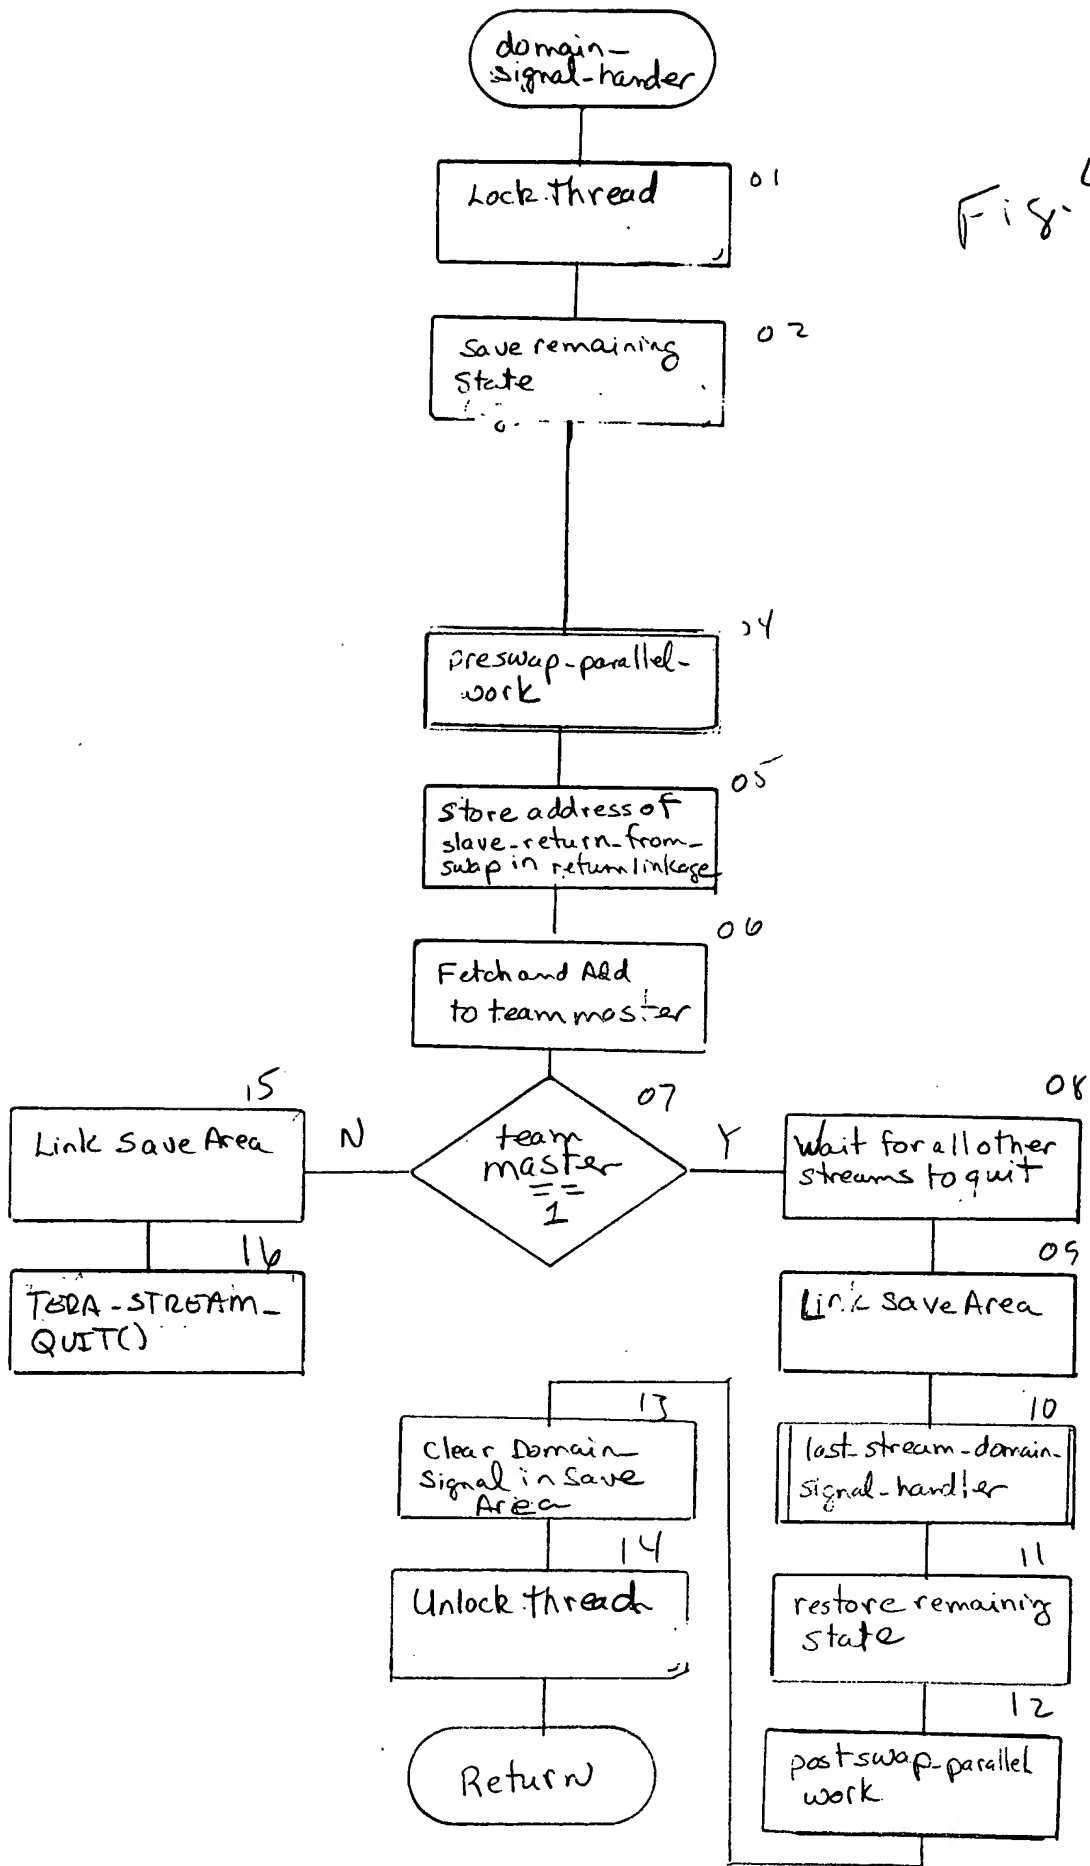 domain-
signal-hander
Lock thread
01
Fig.
Save remaining
State
02
preswap-parallel-
work
04
Store address of
slave-return-from-
swap in return linkage
05
Fetch and Add
to team master
06
team
master
==
1
07
N
Y
15
Link Save Area
16
TERA-STREAM-
QUIT()
08
Wait for all other
streams to quit
09
Link Save Area
10
last-stream-domain-
signal-handler
11
restore remaining
state
12
postswap-parallel
work
13
Clear Domain-
Signal in Save
Area
14
Unlock thread
Return